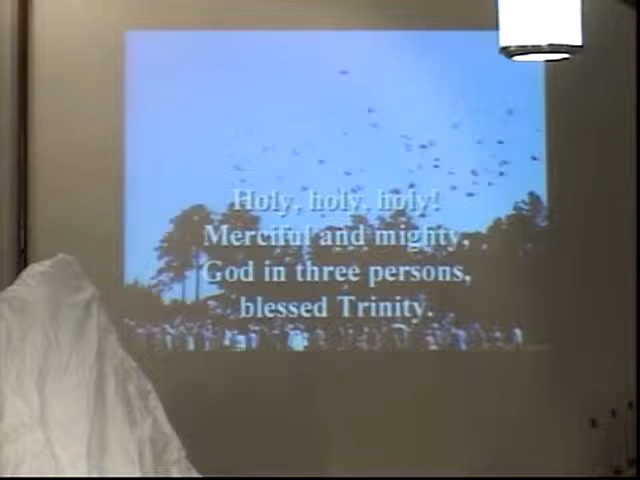 Holy, holy, holy!
Merciful and mighty,
God in three persons,
blessed Trinity.